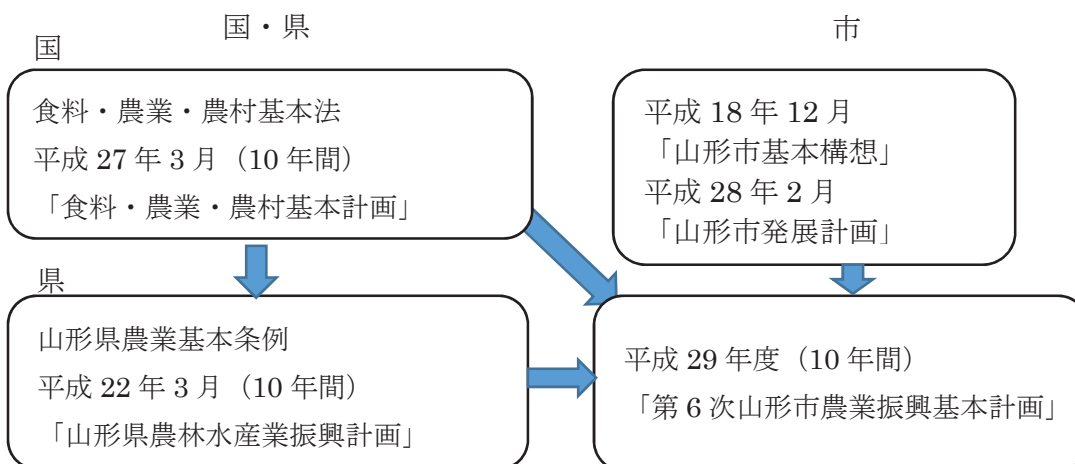 国・県
国
食料・農業・農村基本法
平成 27 年 3 月（10 年間）
「食料・農業・農村基本計画」
県
山形県農業基本条例
平成 22 年 3 月（10 年間）
「山形県農林水産業振興計画」
市
平成 18 年 12 月
「山形市基本構想」
平成 28 年 2 月
「山形市発展計画」
平成 29 年度（10 年間）
「第 6 次山形市農業振興基本計画」